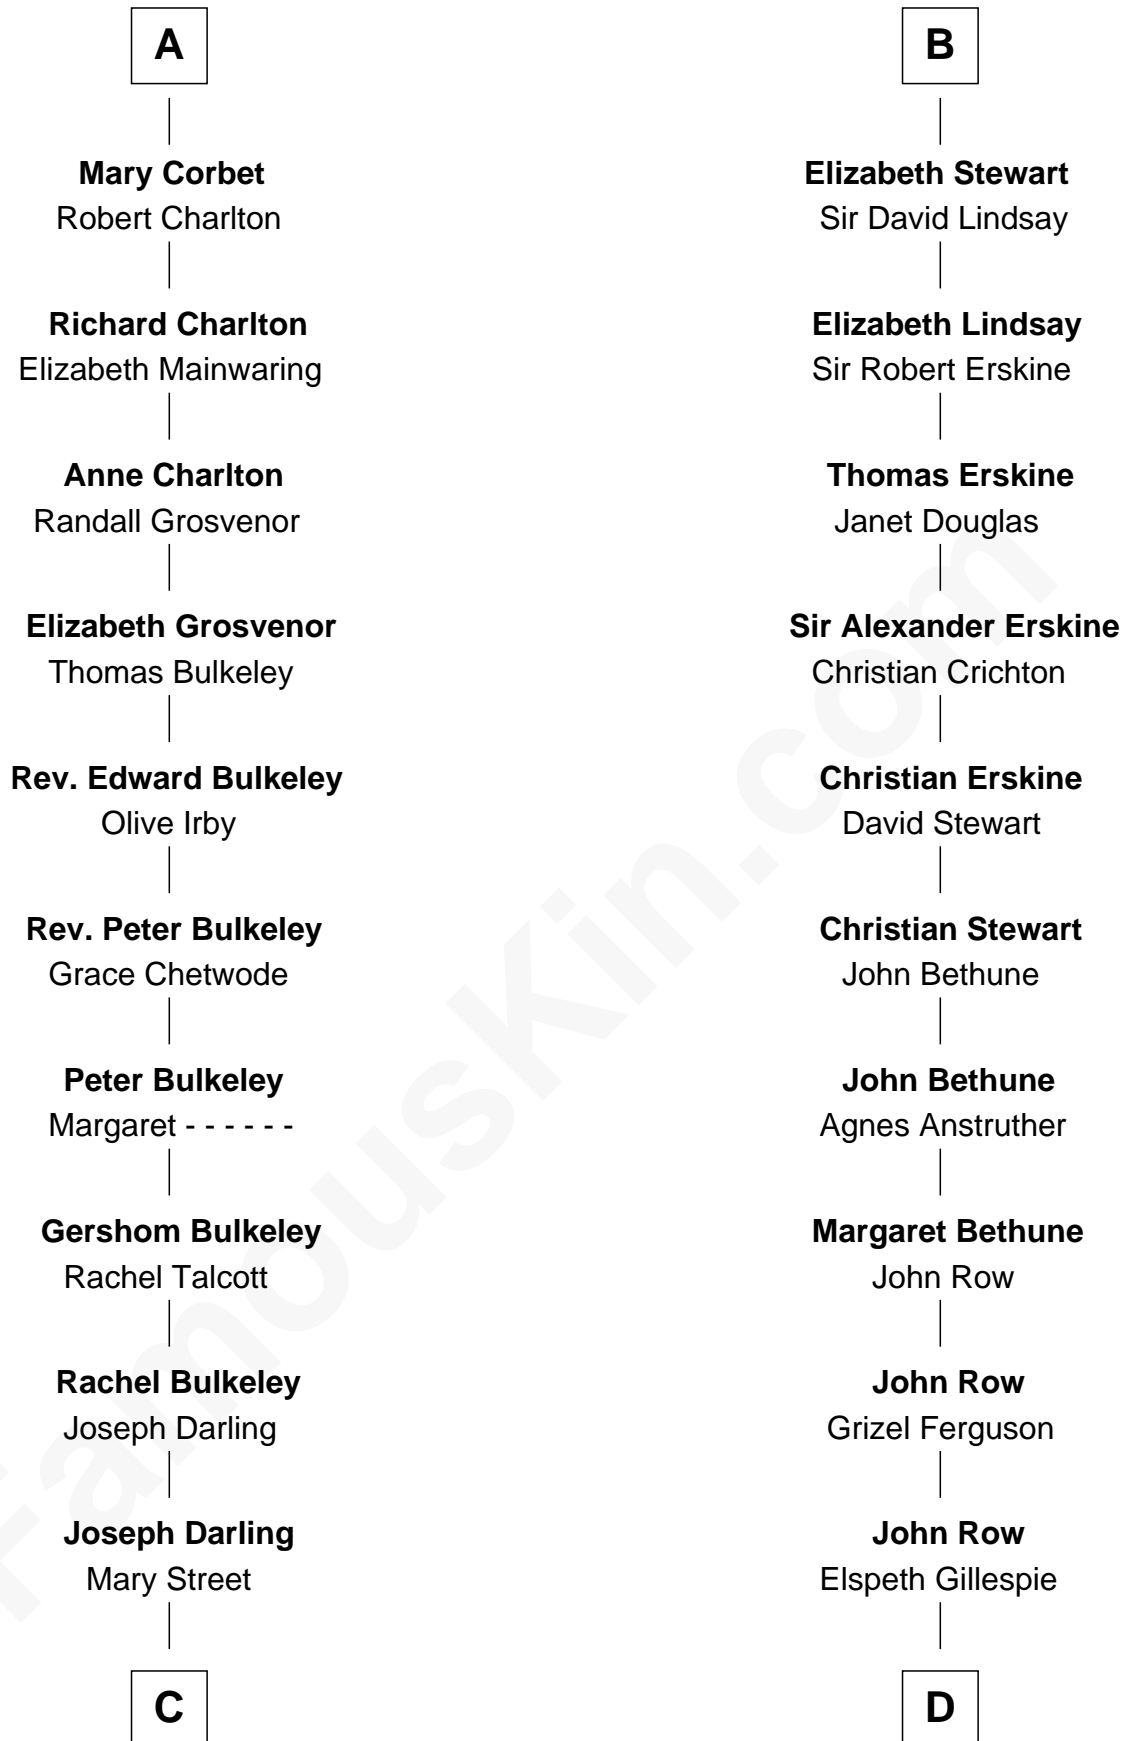 A
Mary Corbet
Robert Charlton
Richard Charlton
Elizabeth Mainwaring
Anne Charlton
Randall Grosvenor
Elizabeth Grosvenor
Thomas Bulkeley
Rev. Edward Bulkeley
Olive Irby
Rev. Peter Bulkeley
Grace Chetwode
Peter Bulkeley
Margaret - - - - - -
Gershom Bulkeley
Rachel Talcott
Rachel Bulkeley
Joseph Darling
Joseph Darling
Mary Street
C
B
Elizabeth Stewart
Sir David Lindsay
Elizabeth Lindsay
Sir Robert Erskine
Thomas Erskine
Janet Douglas
Sir Alexander Erskine
Christian Crichton
Christian Erskine
David Stewart
Christian Stewart
John Bethune
John Bethune
Agnes Anstruther
Margaret Bethune
John Row
John Row
Grizel Ferguson
John Row
Elspeth Gillespie
D
FamousKin.com